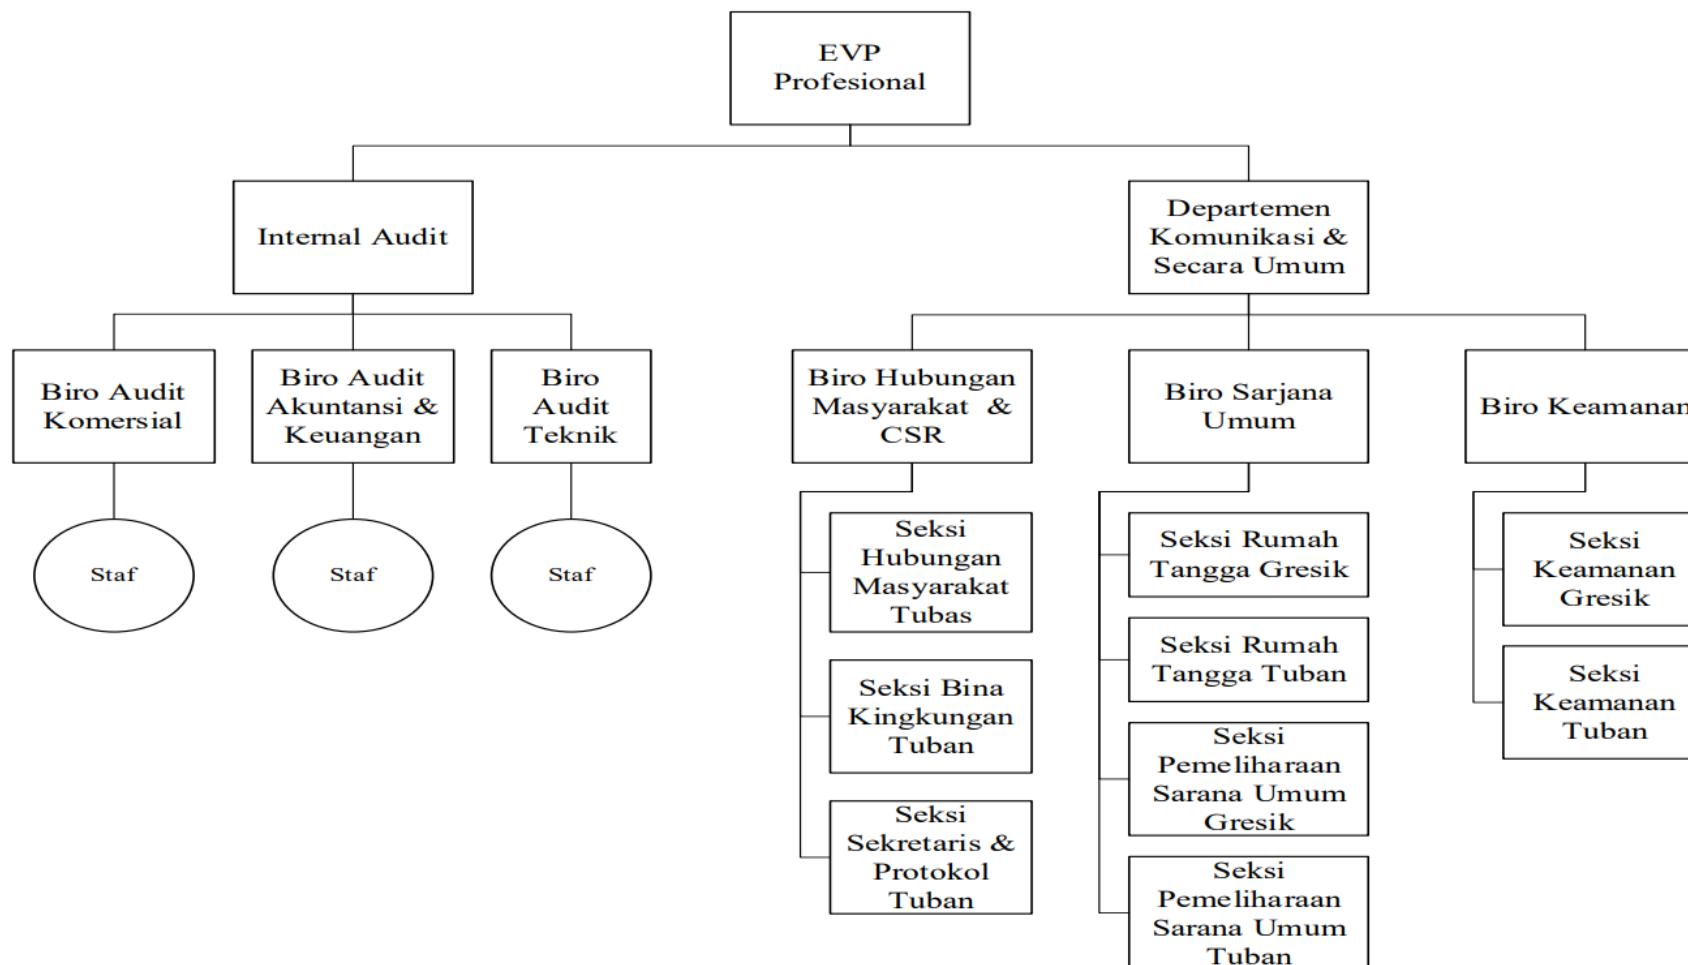 EVP
Profesional
Internal Audit
Departemen
Komunikasi &
Secara Umum
Biro Audit
Komersial
Biro Audit
Akuntansi &
Keuangan
Biro
Audit
Teknik
Biro Hubungan
Masyarakat &
CSR
Biro Sarjana
Umum
Biro Keamanan
Staf
Staf
Staf
Seksi
Hubungan
Masyarakat
Tubas
Seksi Bina
Kingkungan
Tuban
Seksi
Sekretaris &
Protokol
Tuban
Seksi Rumah
Tangga Gresik
Seksi Rumah
Tangga Tuban
Seksi
Pemeliharaan
Sarana Umum
Gresik
Seksi
Pemeliharaan
Sarana Umum
Tuban
Seksi
Keamanan
Gresik
Seksi
Keamanan
Tuban